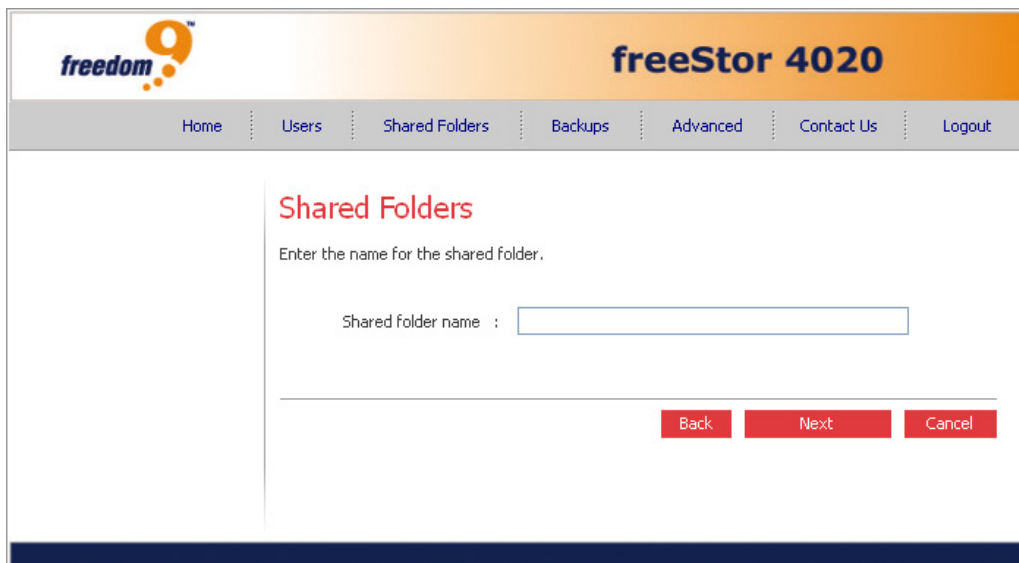 freedom 9 ™
freeStor 4020
Home Users Shared Folders Backups Advanced Contact Us Logout
Shared Folders
Enter the name for the shared folder.
Shared folder name :
Back Next Cancel